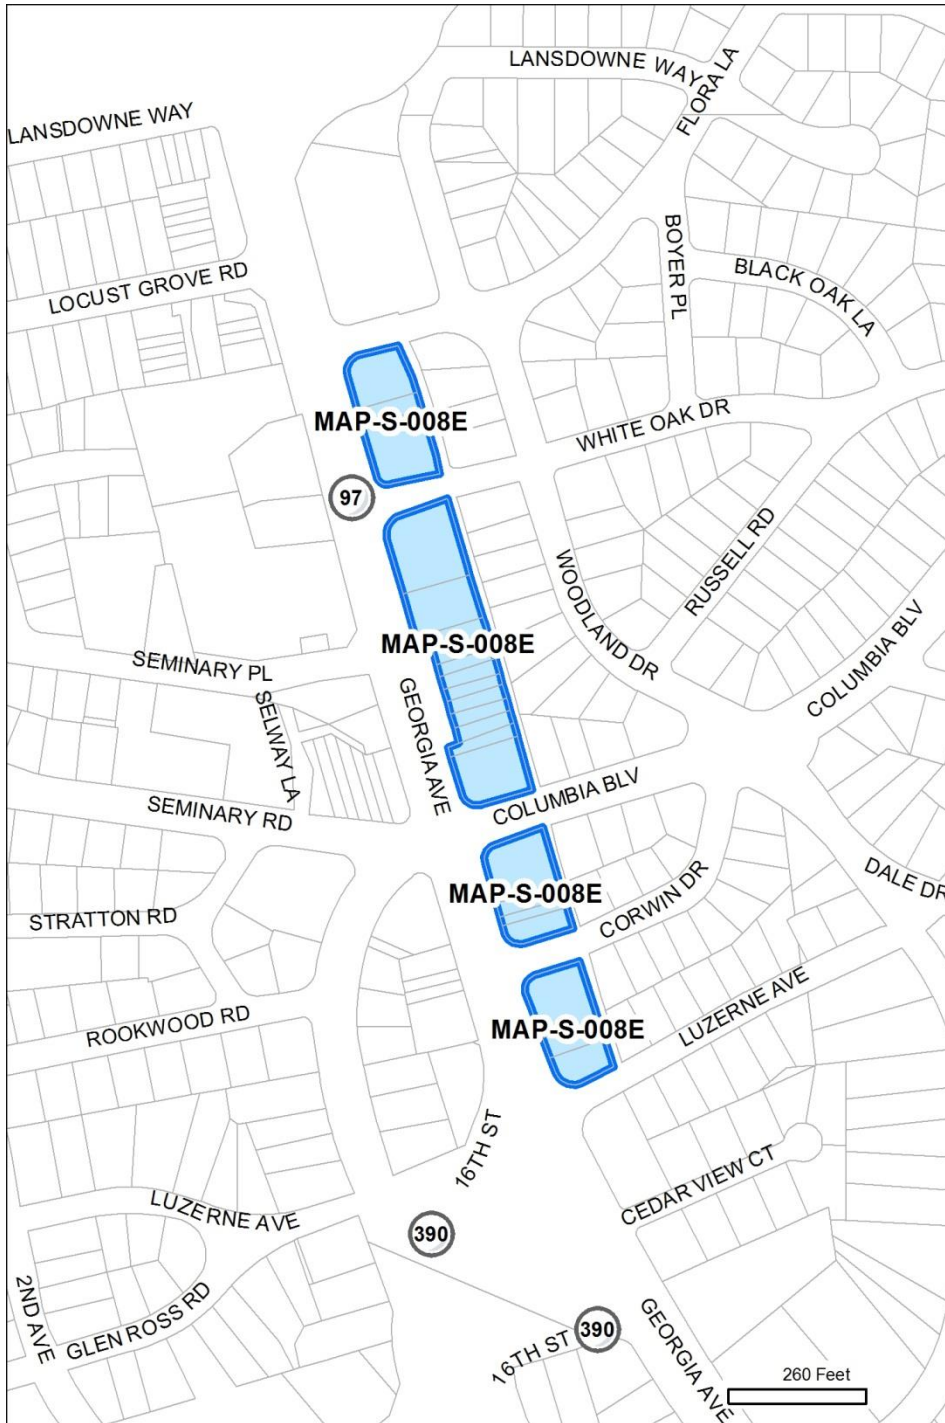 LANSDOWNE WAY
FLORA LA
LANSDOWNE WAY
BOYER PL
LOCUST GROVE RD
BLACK OAK LA
MAP-S-008E
WHITE OAK DR
97
RUSSELL RD
WOODLAND DR
COLUMBIA BLV
MAP-S-008E
SEMINARY PL
SELWAY LA
GEORGIA AVE
COLUMBIA BLV
SEMINARY RD
MAP-S-008E
DALE DR
CORWIN DR
STRATTON RD
ROOKWOOD RD
MAP-S-008E
LUZERNE AVE
16TH ST
CEDAR VIEW CT
LUZERNE AVE
390
2ND AVE
GLEN ROSS RD
16TH ST
390
GEORGIA AVE
260 Feet